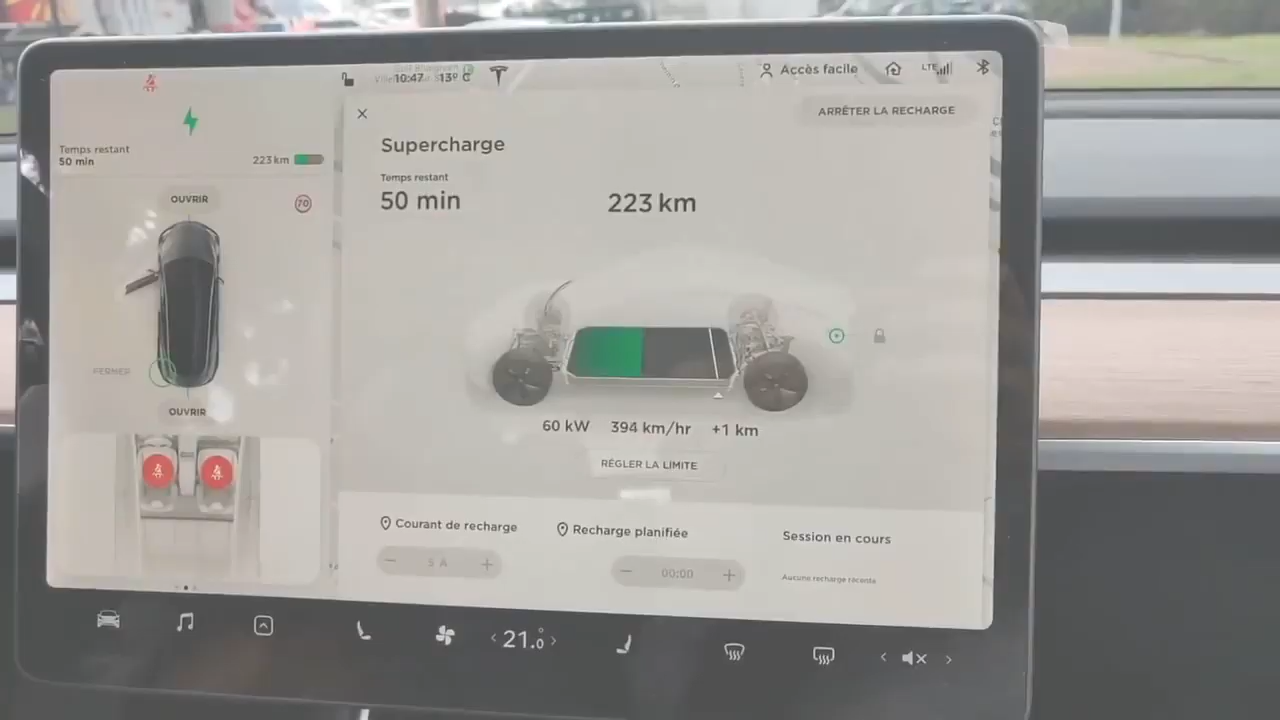 10:47 13° C
Accès facile
LTE
Temps restant
50 min
223 km
OUVRIR
70
FERMER
OUVRIR
ARRÊTER LA RECHARGE
Supercharge
Temps restant
50 min
223 km
60 kW 394 km/hr +1 km
RÉGLER LA LIMITE
Courant de recharge
− 5 A +
Recharge planifiée
− 00:00 +
Session en cours
Aucune recharge récente
21.0